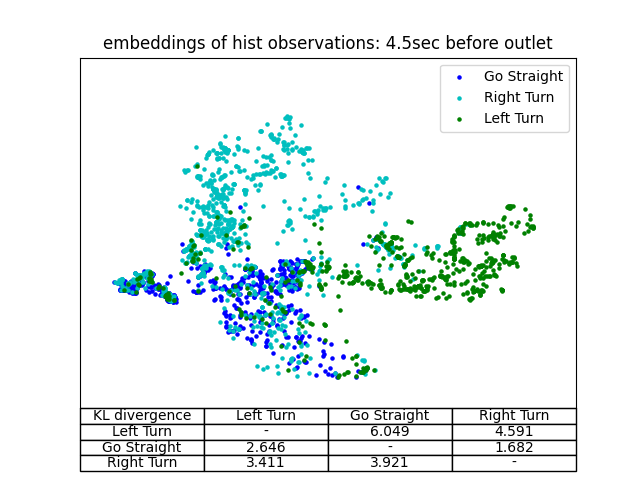 embeddings of hist observations: 4.5sec before outlet
Go Straight
Right Turn
Left Turn
KL divergence Left Turn Go Straight Right Turn
Left Turn - 6.049 4.591
Go Straight 2.646 - 1.682
Right Turn 3.411 3.921 -